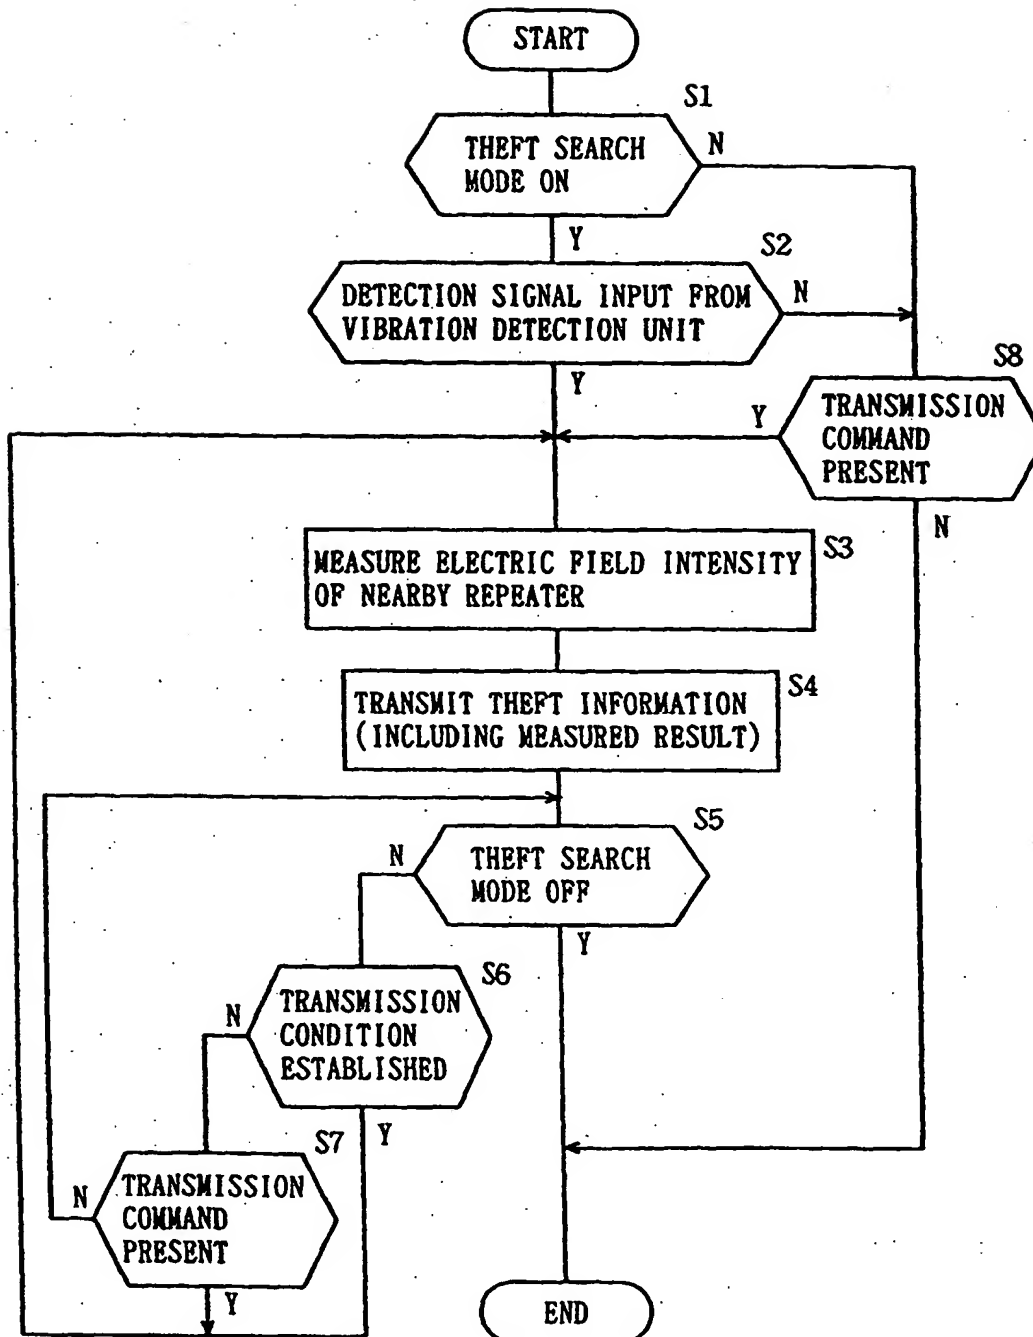 START
S1
THEFT SEARCH
MODE ON
N
Y
S2
DETECTION SIGNAL INPUT FROM
VIBRATION DETECTION UNIT
N
Y
S8
TRANSMISSION
COMMAND
PRESENT
Y
N
S3
MEASURE ELECTRIC FIELD INTENSITY
OF NEARBY REPEATER
S4
TRANSMIT THEFT INFORMATION
(INCLUDING MEASURED RESULT)
S5
THEFT SEARCH
MODE OFF
N
Y
S6
TRANSMISSION
CONDITION
ESTABLISHED
N
Y
S7
TRANSMISSION
COMMAND
PRESENT
N
Y
END